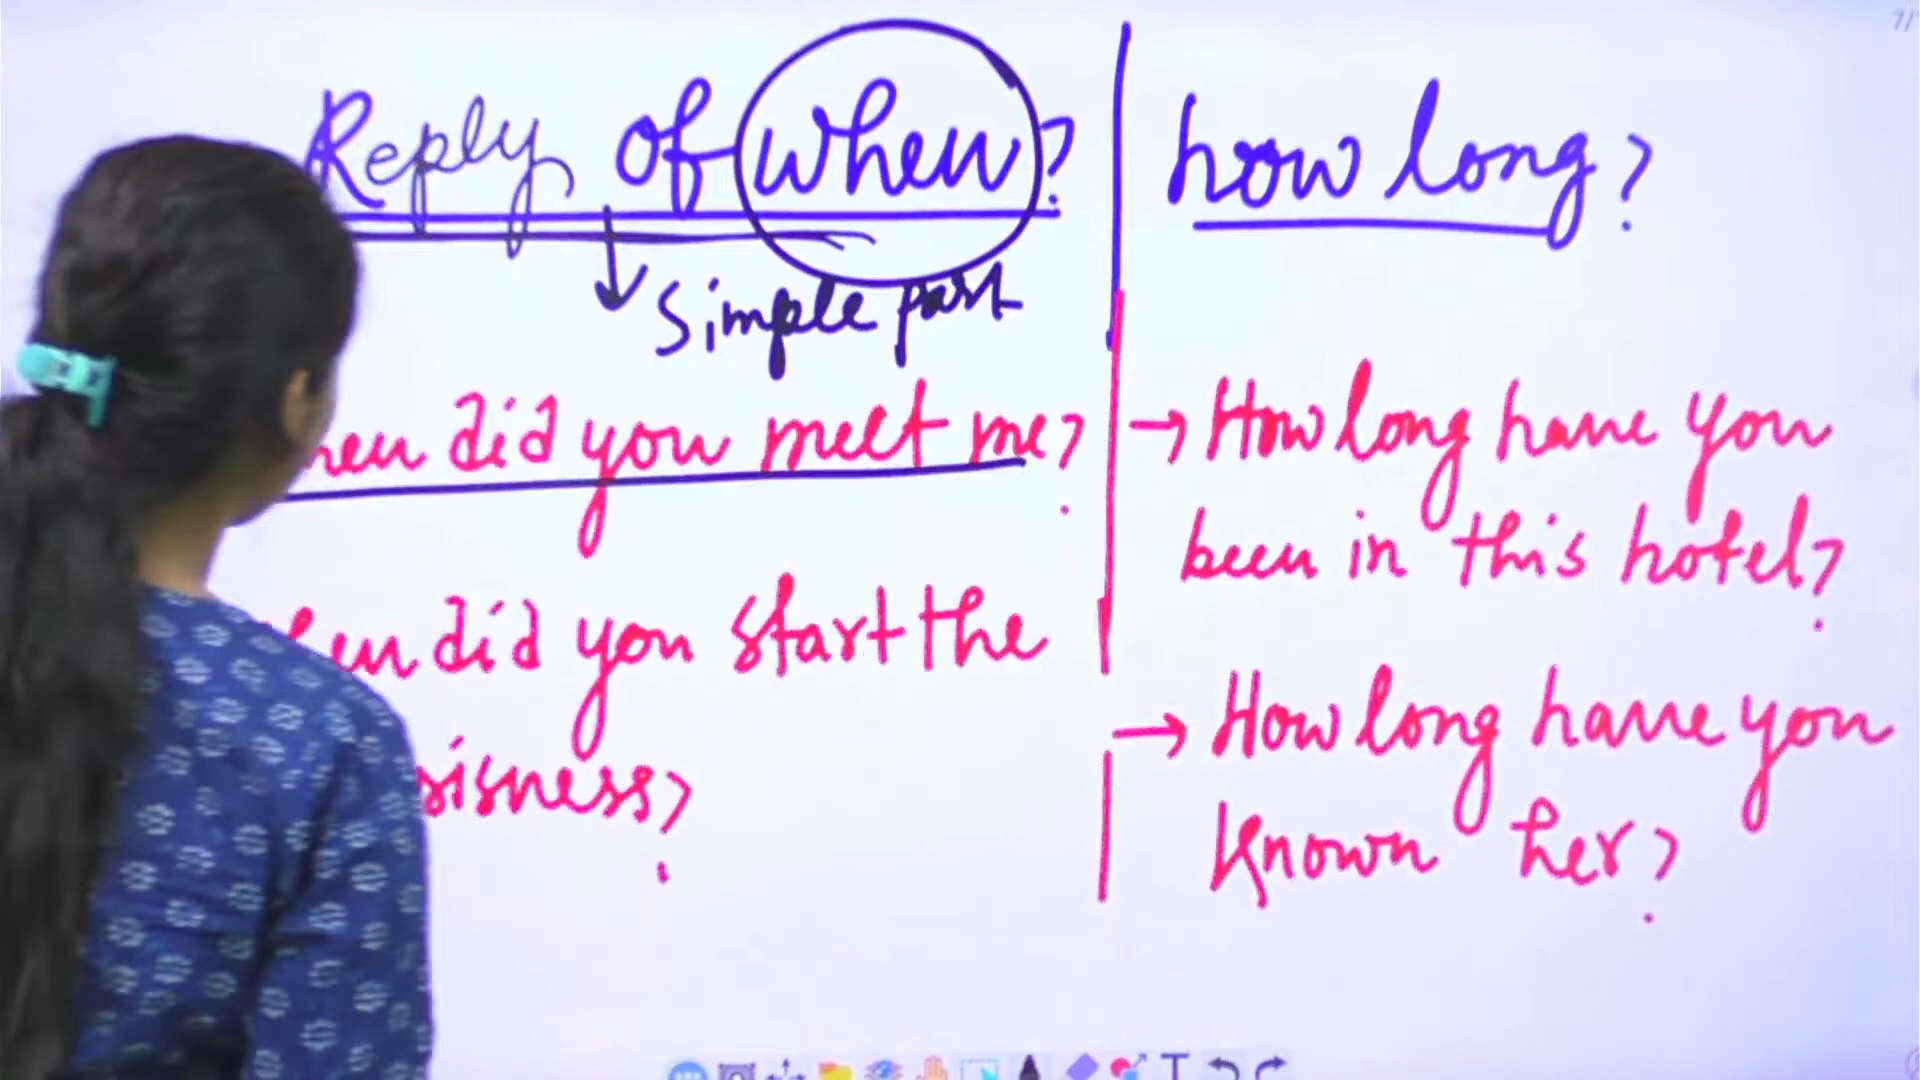 Reply of when?
Simple past
did you meet me?
did you start the
how long?
→ How long have you
been in this hotel?
→ How long have you
known her?